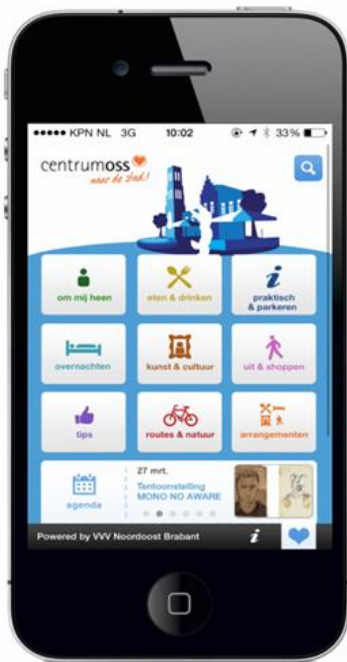 KPN NL 3G 10:02 33%
centrumoss
naar de stad!
om mij heen
eten & drinken
praktisch
& parkeren
overnachten
kunst & cultuur
uit & shoppen
tips
routes & natuur
arrangementen
agenda
27 mrt.
Tentoonstelling
MONO NO AWARE
Powered by VVV Noordoost Brabant